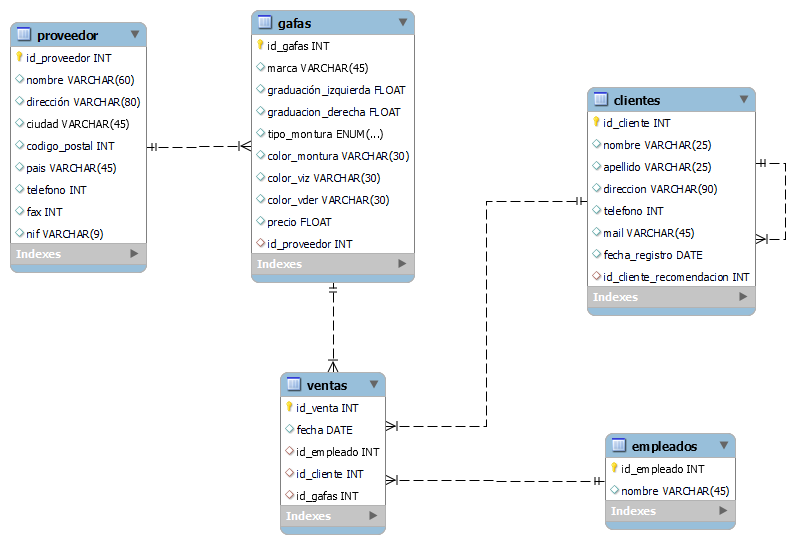 proveedor
id_proveedor INT
nombre VARCHAR(60)
dirección VARCHAR(80)
ciudad VARCHAR(45)
codigo_postal INT
pais VARCHAR(45)
telefono INT
fax INT
nif VARCHAR(9)
Indexes
gafas
id_gafas INT
marca VARCHAR(45)
graduación_izquierda FLOAT
graduacion_derecha FLOAT
tipo_montura ENUM(...)
color_montura VARCHAR(30)
color_viz VARCHAR(30)
color_vder VARCHAR(30)
precio FLOAT
id_proveedor INT
Indexes
clientes
id_cliente INT
nombre VARCHAR(25)
apellido VARCHAR(25)
direccion VARCHAR(90)
telefono INT
mail VARCHAR(45)
fecha_registro DATE
id_cliente_recomendacion INT
Indexes
ventas
id_venta INT
fecha DATE
id_empleado INT
id_cliente INT
id_gafas INT
Indexes
empleados
id_empleado INT
nombre VARCHAR(45)
Indexes